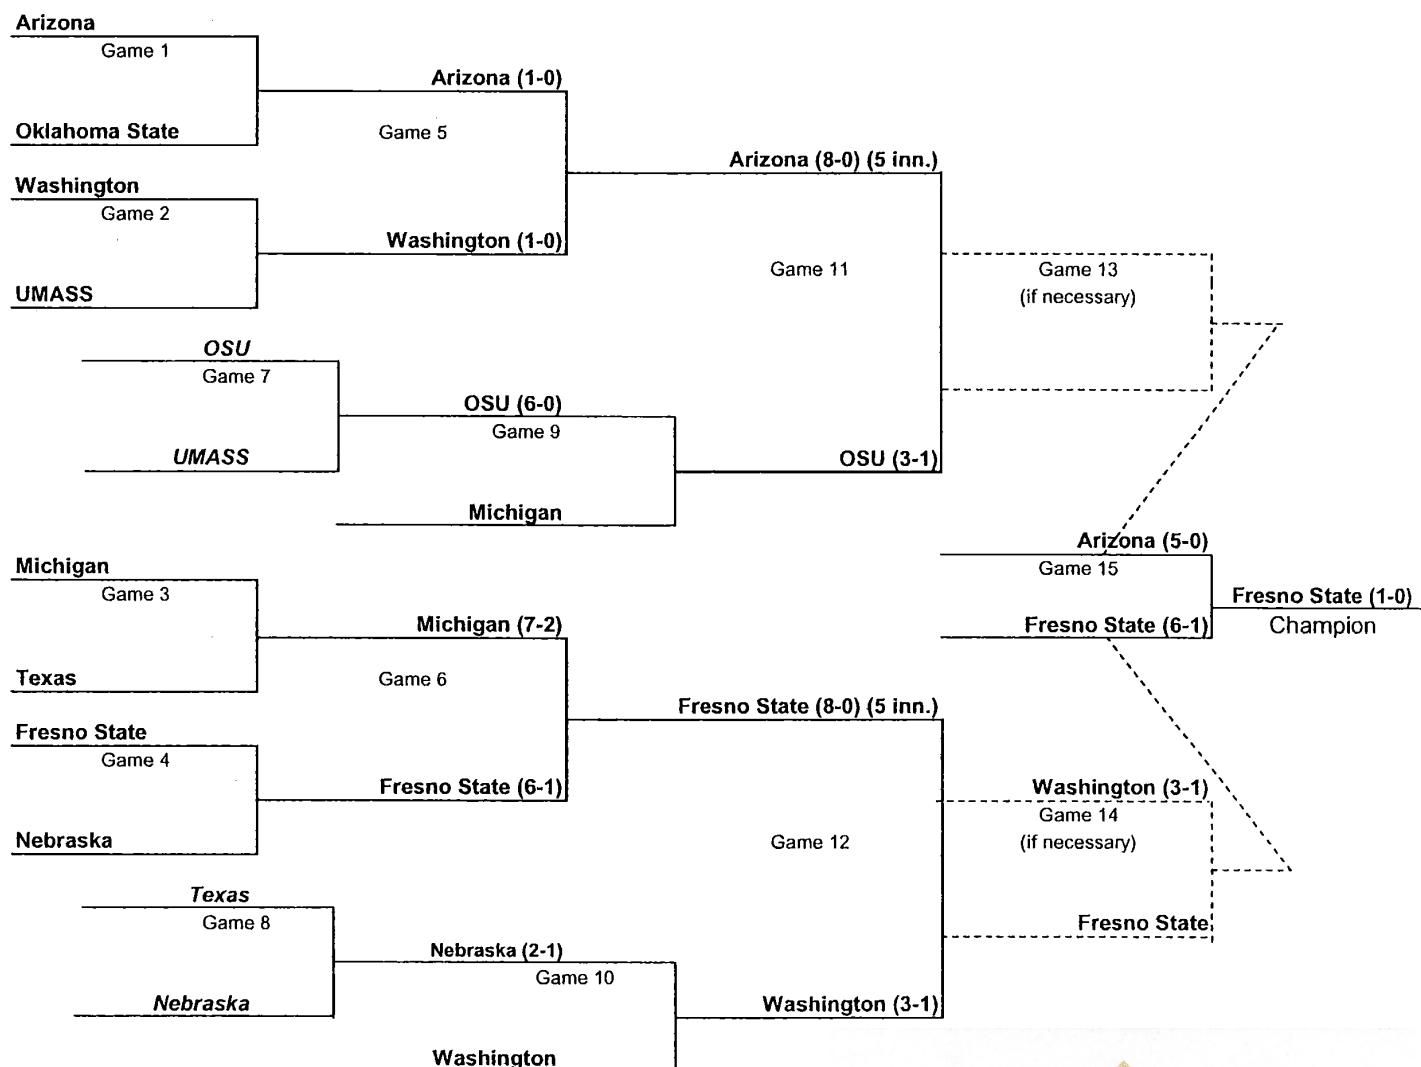 Arizona
Game 1
Arizona (1-0)
Oklahoma State
Game 5
Arizona (8-0) (5 inn.)
Washington
Game 2
Washington (1-0)
Game 11
Game 13
(if necessary)
UMASS
OSU
Game 7
OSU (6-0)
Game 9
UMASS
OSU (3-1)
Michigan
Arizona (5-0)
Game 15
Michigan
Game 3
Fresno State (1-0)
Champion
Michigan (7-2)
Fresno State (6-1)
Texas
Game 6
Fresno State (8-0) (5 inn.)
Fresno State
Game 4
Fresno State (6-1)
Washington (3-1)
Game 14
(if necessary)
Nebraska
Game 12
Texas
Game 8
Fresno State
Nebraska (2-1)
Game 10
Nebraska
Washington (3-1)
Washington